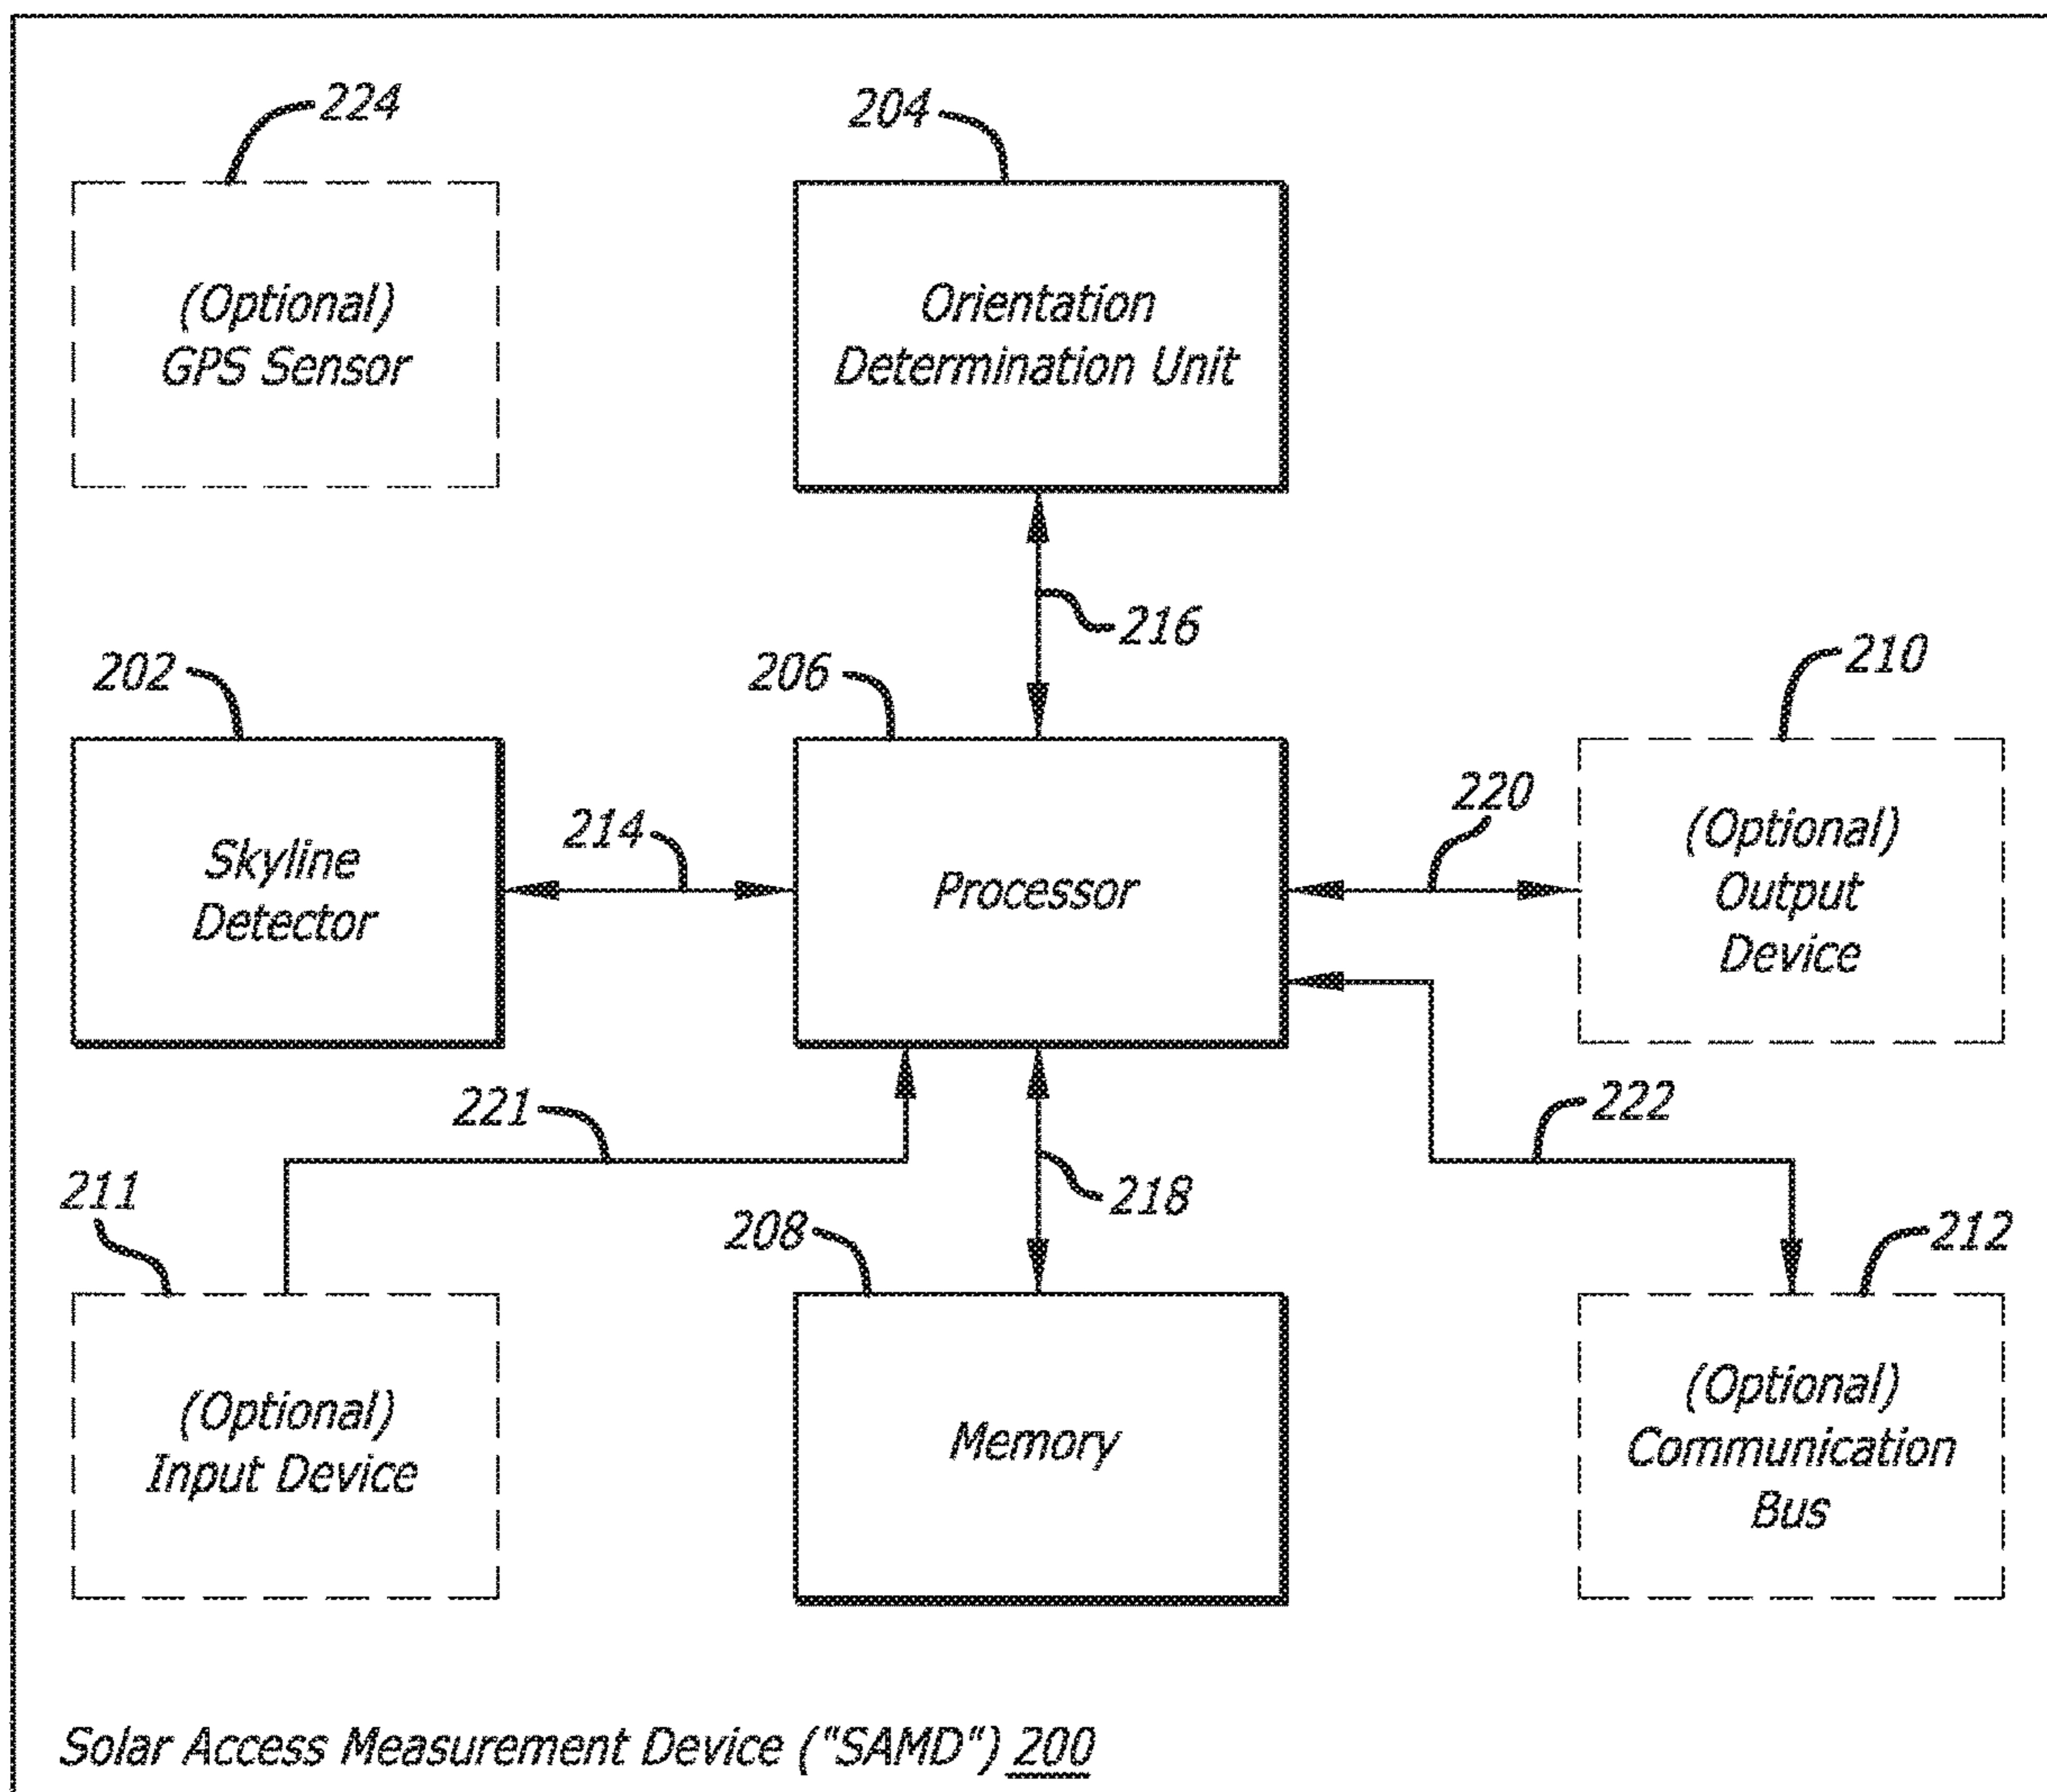 224
204
(Optional)
GPS Sensor
Orientation
Determination Unit
216
202
206
210
214
220
Skyline
Detector
Processor
(Optional)
Output
Device
221
222
211
218
208
212
(Optional)
Input Device
Memory
(Optional)
Communication
Bus
Solar Access Measurement Device ("SAMD") 200